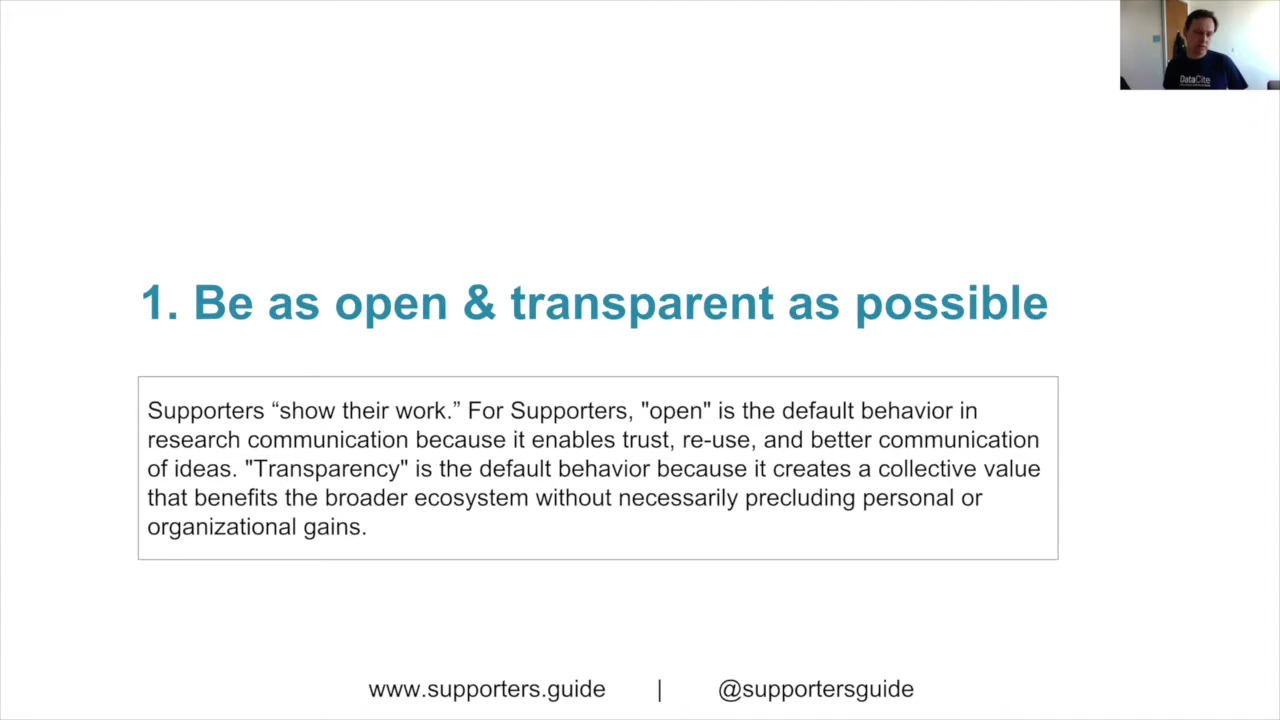 DataCite
1. Be as open & transparent as possible
Supporters “show their work.” For Supporters, "open" is the default behavior in
research communication because it enables trust, re-use, and better communication
of ideas. "Transparency" is the default behavior because it creates a collective value
that benefits the broader ecosystem without necessarily precluding personal or
organizational gains.
www.supporters.guide | @supportersguide